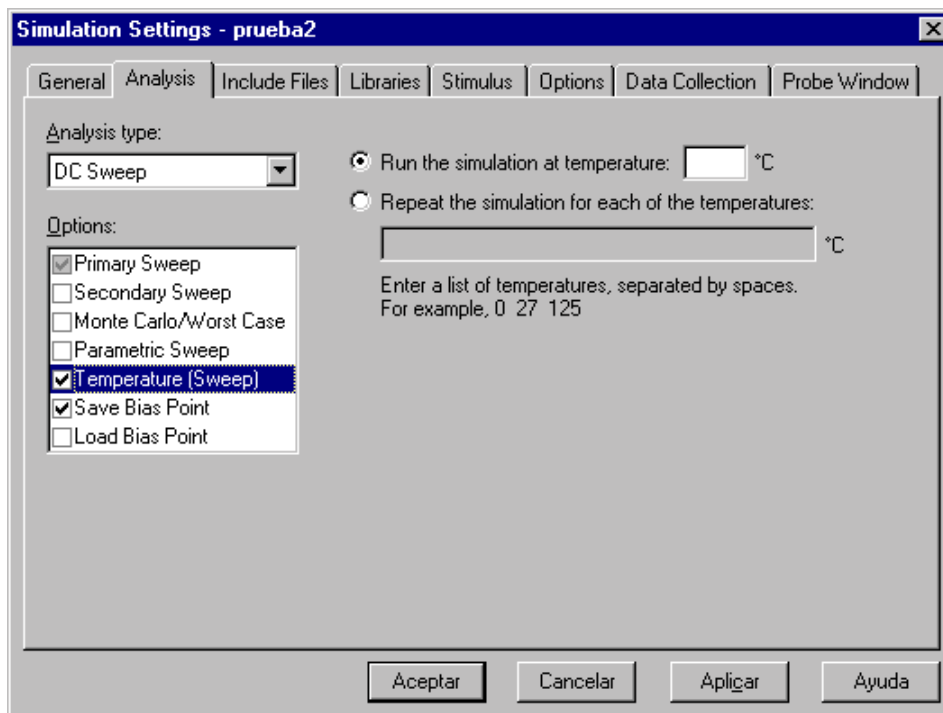 Simulation Settings - prueba2
General Analysis Include Files Libraries Stimulus Options Data Collection Probe Window
Analysis type:
DC Sweep
Options:
Primary Sweep
Secondary Sweep
Monte Carlo/Worst Case
Parametric Sweep
Temperature (Sweep)
Save Bias Point
Load Bias Point
Run the simulation at temperature: °C
Repeat the simulation for each of the temperatures:
°C
Enter a list of temperatures, separated by spaces.
For example, 0 27 125
Aceptar Cancelar Aplicar Ayuda